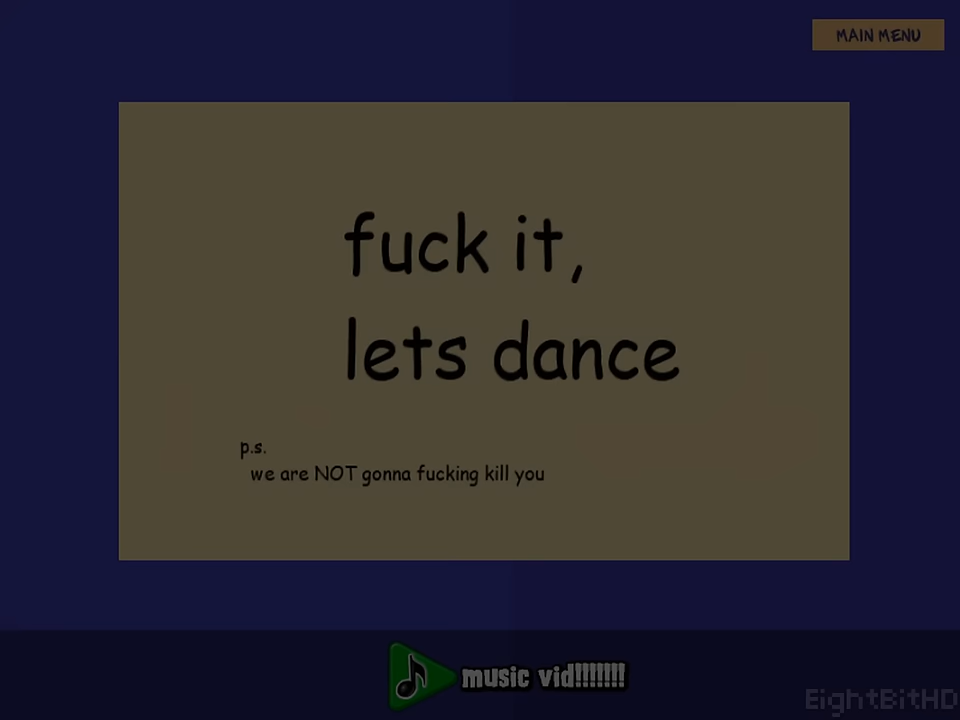 MAIN MENU
fuck it,
lets dance
p.s.
we are NOT gonna fucking kill you
music vid!!!!!!!
EightBitHD